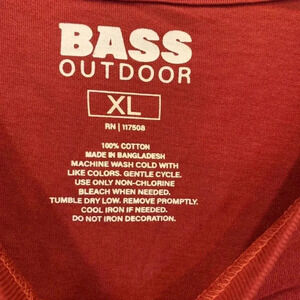 BASS
OUTDOOR
XL
RN | 117508
100% COTTON
MADE IN BANGLADESH
MACHINE WASH COLD WITH
LIKE COLORS. GENTLE CYCLE.
USE ONLY NON-CHLORINE
BLEACH WHEN NEEDED.
TUMBLE DRY LOW. REMOVE PROMPTLY.
COOL IRON IF NEEDED.
DO NOT IRON DECORATION.